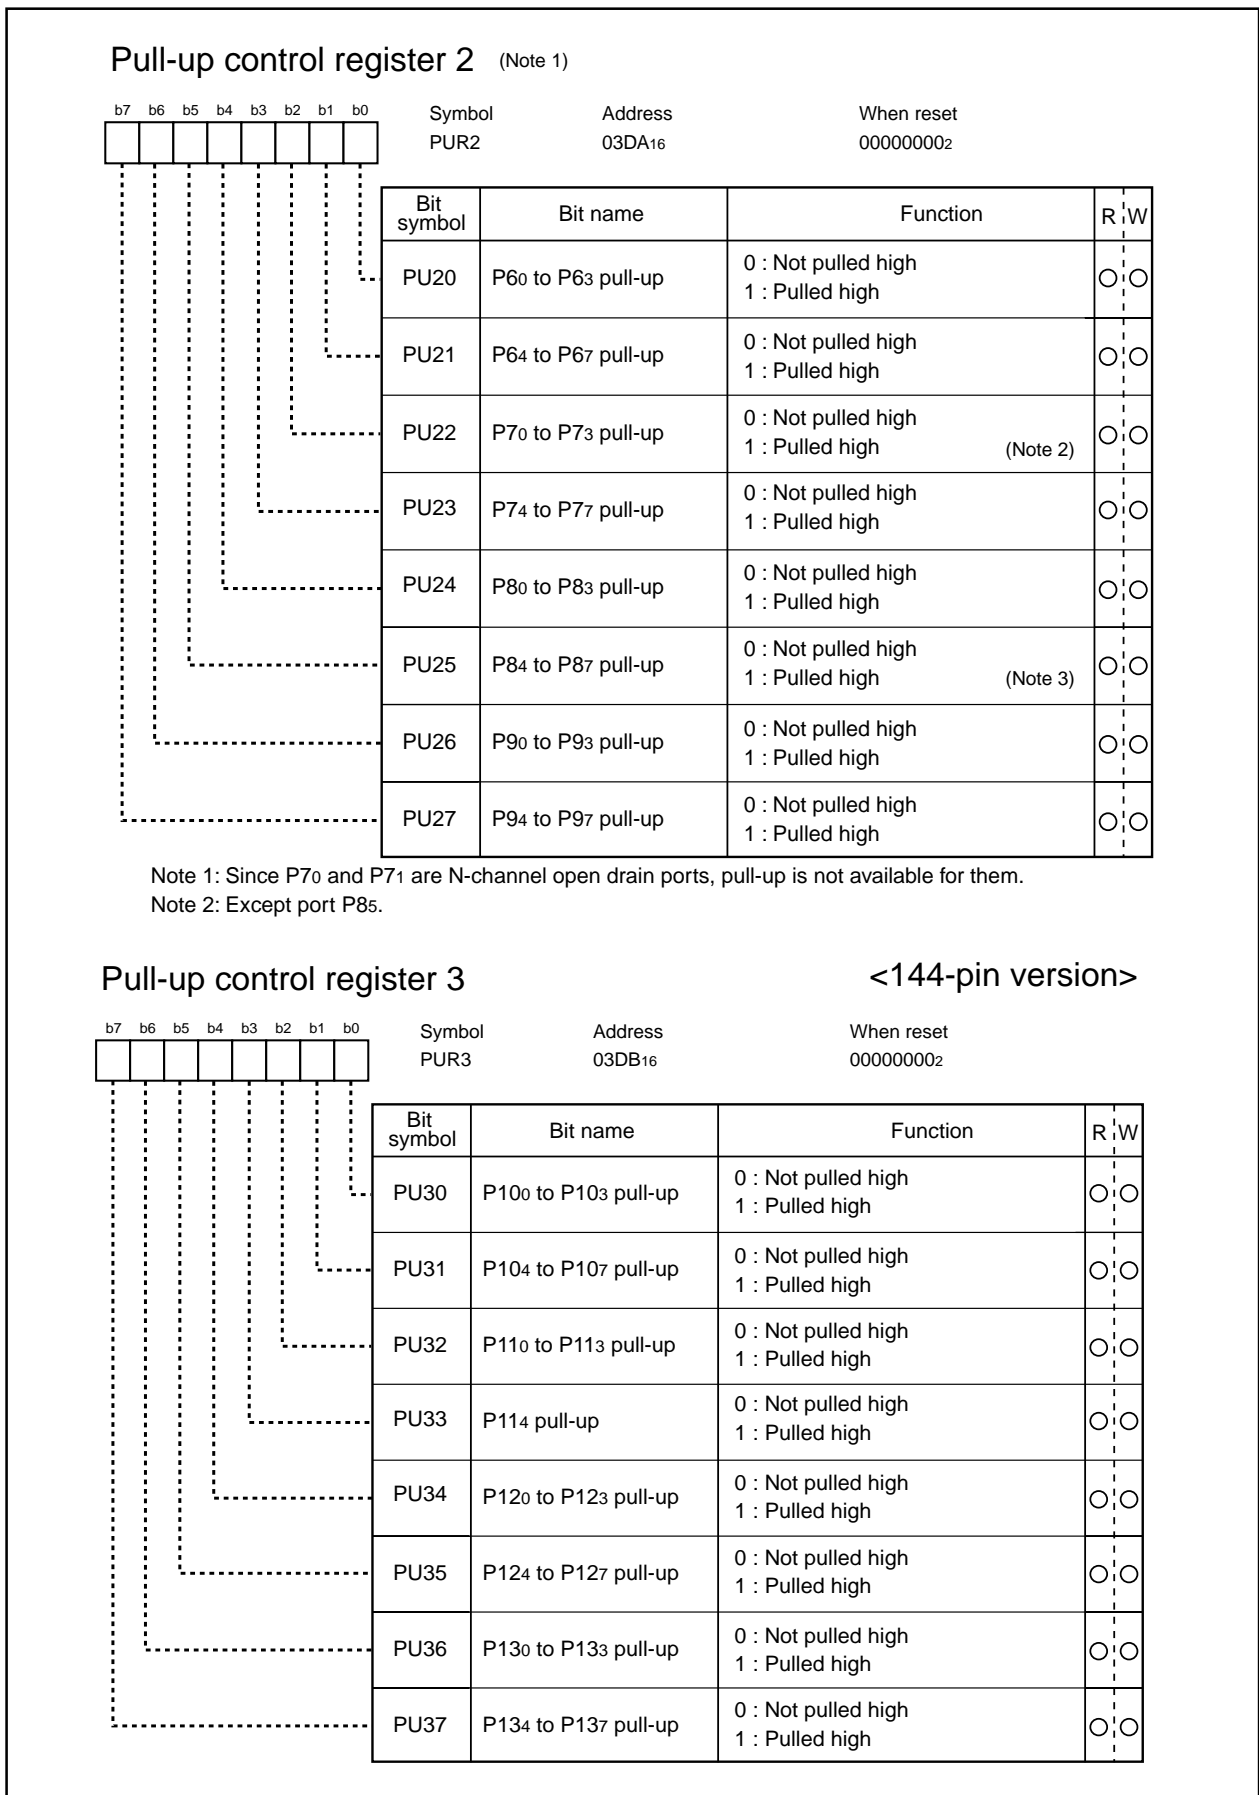 Pull-up control register 2 (Note 1)
b7 b6 b5 b4 b3 b2 b1 b0
Symbol Address When reset
PUR2 03DA16 000000002
Bit symbol Bit name Function R W
PU20 P60 to P63 pull-up 0 : Not pulled high
1 : Pulled high
PU21 P64 to P67 pull-up 0 : Not pulled high
1 : Pulled high
PU22 P70 to P73 pull-up 0 : Not pulled high
1 : Pulled high (Note 2)
PU23 P74 to P77 pull-up 0 : Not pulled high
1 : Pulled high
PU24 P80 to P83 pull-up 0 : Not pulled high
1 : Pulled high
PU25 P84 to P87 pull-up 0 : Not pulled high
1 : Pulled high (Note 3)
PU26 P90 to P93 pull-up 0 : Not pulled high
1 : Pulled high
PU27 P94 to P97 pull-up 0 : Not pulled high
1 : Pulled high
Note 1: Since P70 and P71 are N-channel open drain ports, pull-up is not available for them.
Note 2: Except port P85.
Pull-up control register 3 <144-pin version>
b7 b6 b5 b4 b3 b2 b1 b0
Symbol Address When reset
PUR3 03DB16 000000002
Bit symbol Bit name Function R W
PU30 P100 to P103 pull-up 0 : Not pulled high
1 : Pulled high
PU31 P104 to P107 pull-up 0 : Not pulled high
1 : Pulled high
PU32 P110 to P113 pull-up 0 : Not pulled high
1 : Pulled high
PU33 P114 pull-up 0 : Not pulled high
1 : Pulled high
PU34 P120 to P123 pull-up 0 : Not pulled high
1 : Pulled high
PU35 P124 to P127 pull-up 0 : Not pulled high
1 : Pulled high
PU36 P130 to P133 pull-up 0 : Not pulled high
1 : Pulled high
PU37 P134 to P137 pull-up 0 : Not pulled high
1 : Pulled high